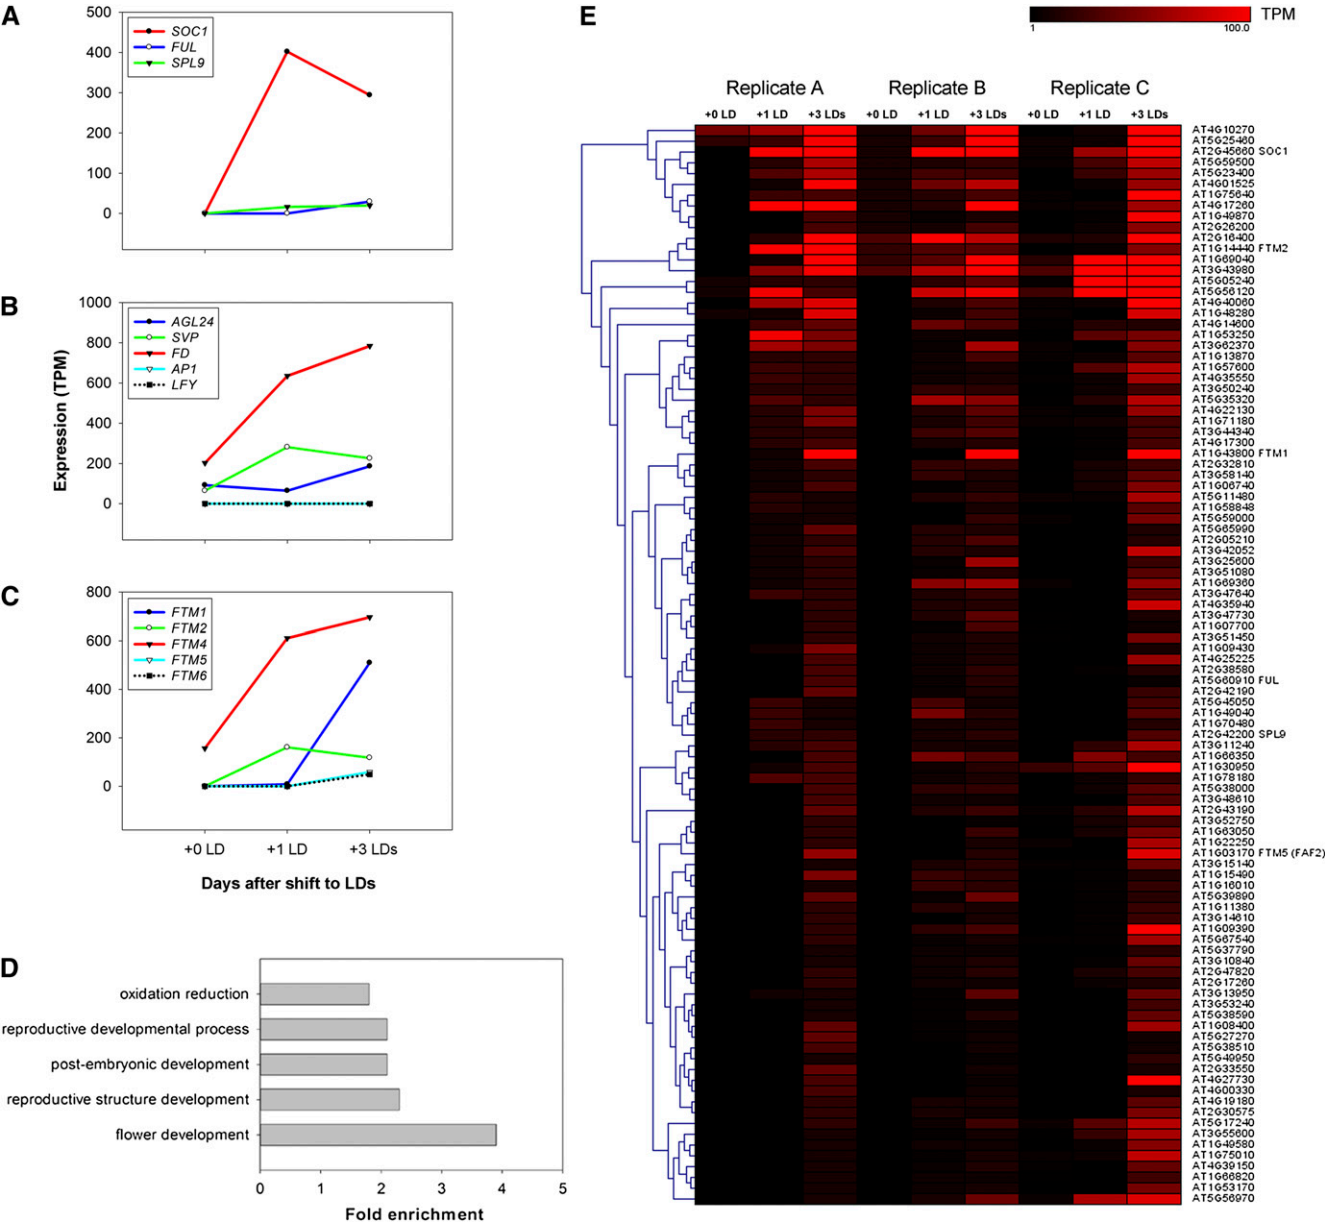 A
500
400
300
200
100
0
SOC1
FUL
SPL9
B
1000
800
600
400
200
0
AGL24
SVP
FD
AP1
LFY
Expression (TPM)
C
800
600
400
200
0
FTM1
FTM2
FTM4
FTM5
FTM6
+0 LD +1 LD +3 LDs
Days after shift to LDs
D
oxidation reduction
reproductive developmental process
post-embryonic development
reproductive structure development
flower development
0 1 2 3 4 5
Fold enrichment
E
TPM
1 100.0
Replicate A Replicate B Replicate C
+0 LD +1 LD +3 LDs +0 LD +1 LD +3 LDs +0 LD +1 LD +3 LDs
AT4G10270
AT5G25460
AT2G45660 SOC1
AT5G59500
AT5G23400
AT4G01525
AT1G75640
AT4G17260
AT1G49870
AT2G26200
AT2G16400
AT1G14440 FTM2
AT1G69040
AT3G43980
AT5G05240
AT5G56120
AT4G40060
AT1G48280
AT4G14600
AT1G53250
AT3G62370
AT1G13870
AT1G57600
AT4G35550
AT3G50240
AT5G35320
AT4G22130
AT1G71180
AT3G44340
AT4G17300
AT1G43800 FTM1
AT2G32810
AT3G58140
AT1G06740
AT5G11480
AT1G58848
AT5G59000
AT5G65990
AT2G05210
AT3G42052
AT3G25600
AT3G51080
AT1G69360
AT3G47640
AT4G35940
AT3G47730
AT1G07700
AT3G51450
AT1G09430
AT4G25225
AT2G38580
AT5G60910 FUL
AT2G42190
AT5G45050
AT1G49040
AT1G70480
AT2G42200 SPL9
AT3G11240
AT1G66350
AT1G30950
AT1G78180
AT5G38000
AT3G48610
AT2G43190
AT3G52750
AT1G63050
AT1G22250
AT1G03170 FTM5 (FAF2)
AT3G15140
AT1G15490
AT1G16010
AT5G39890
AT1G11380
AT3G14610
AT1G09390
AT5G67540
AT5G37790
AT3G10840
AT2G47820
AT2G17260
AT3G13950
AT3G53240
AT5G38590
AT1G08400
AT5G27270
AT5G38510
AT5G49950
AT2G33550
AT4G27730
AT4G00330
AT4G19180
AT2G30575
AT5G17240
AT3G55600
AT1G49580
AT1G75010
AT4G39150
AT1G66820
AT1G53170
AT5G56970